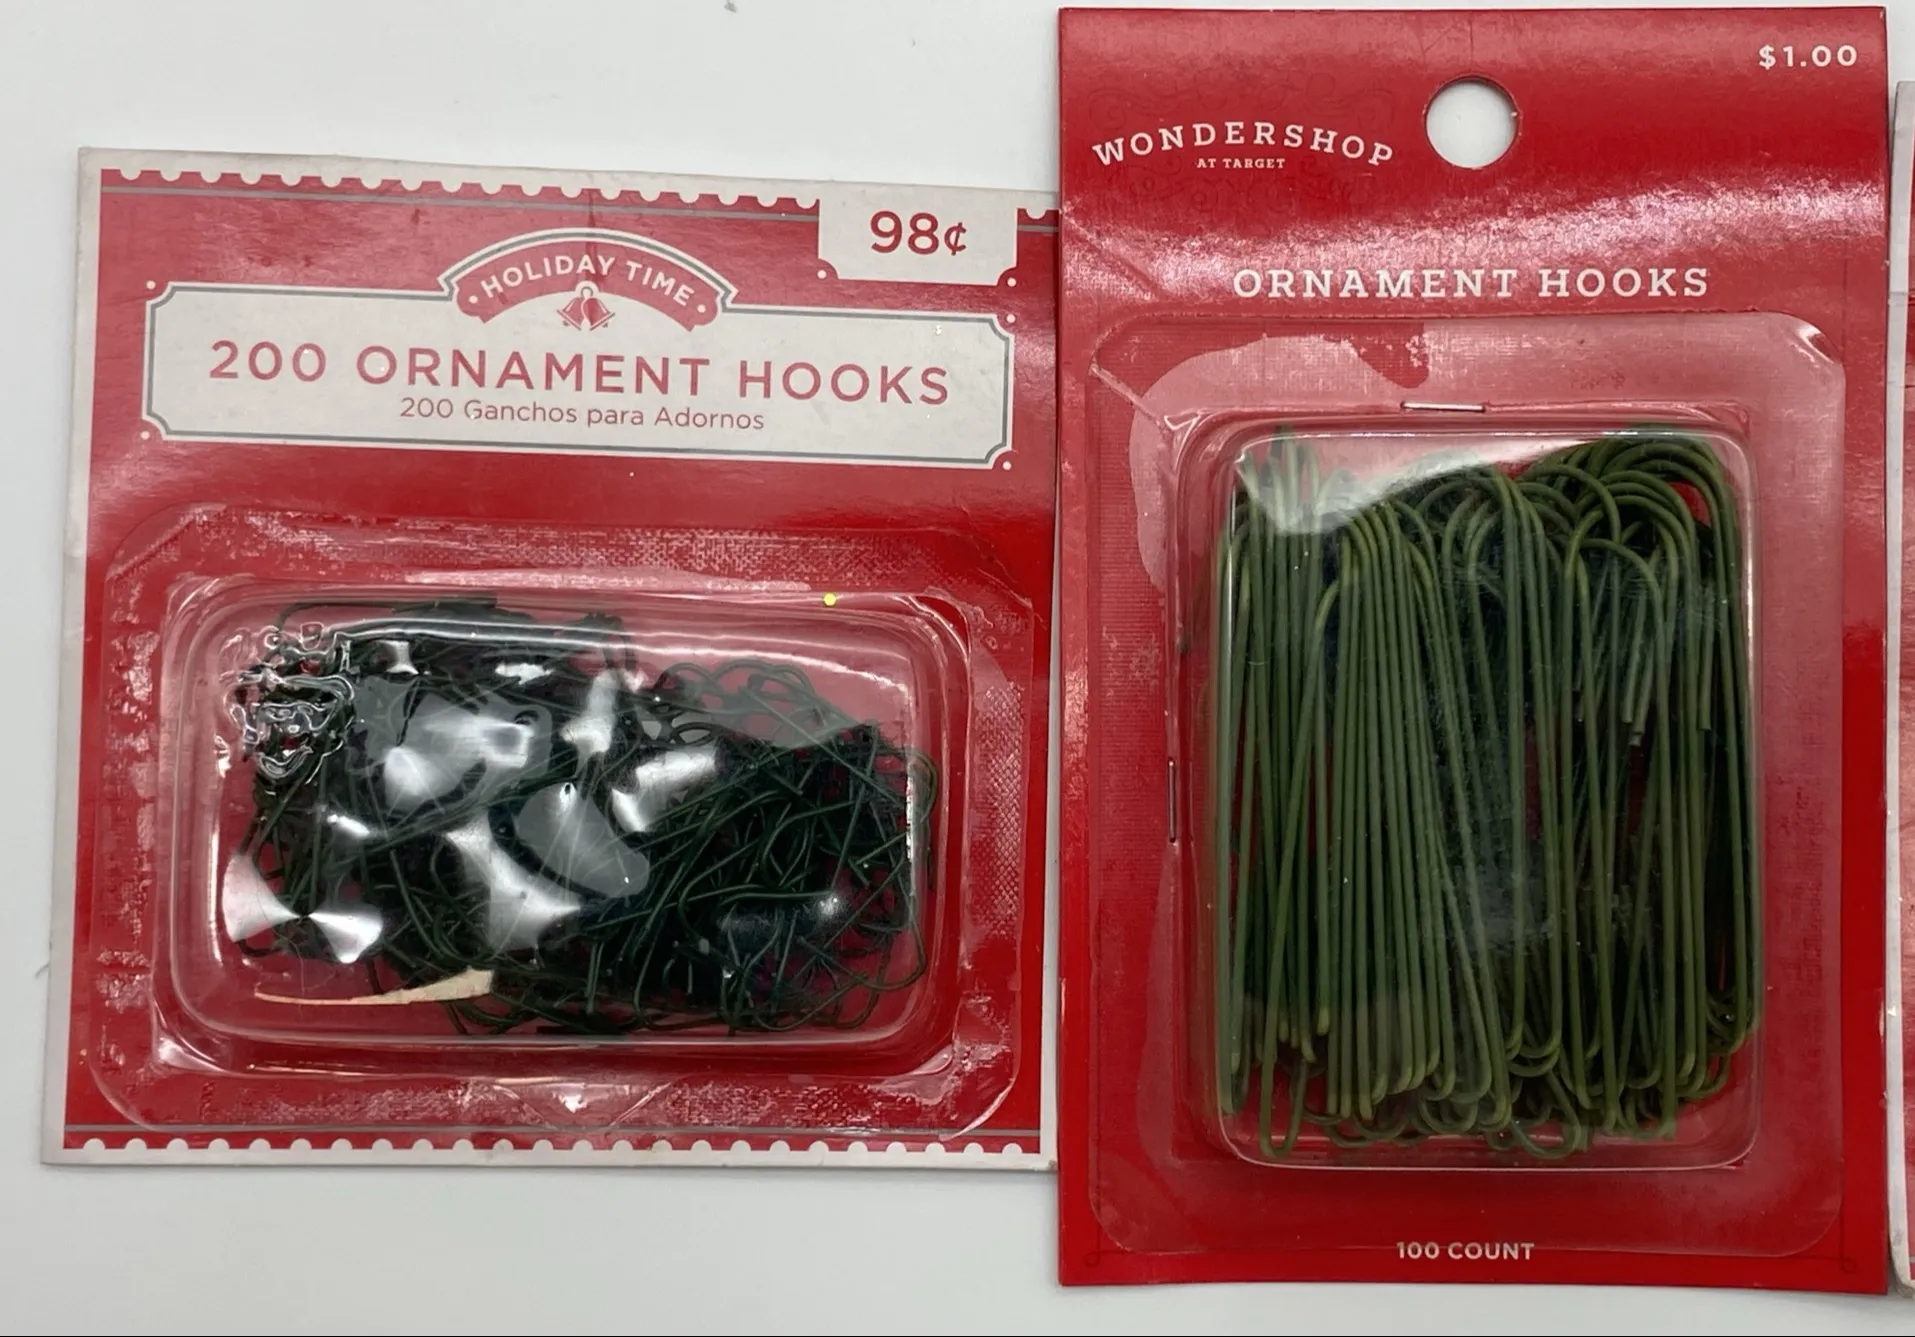 98¢
HOLIDAY TIME
200 ORNAMENT HOOKS
200 Ganchos para Adornos
$1.00
WONDERSHOP
AT TARGET
ORNAMENT HOOKS
100 COUNT